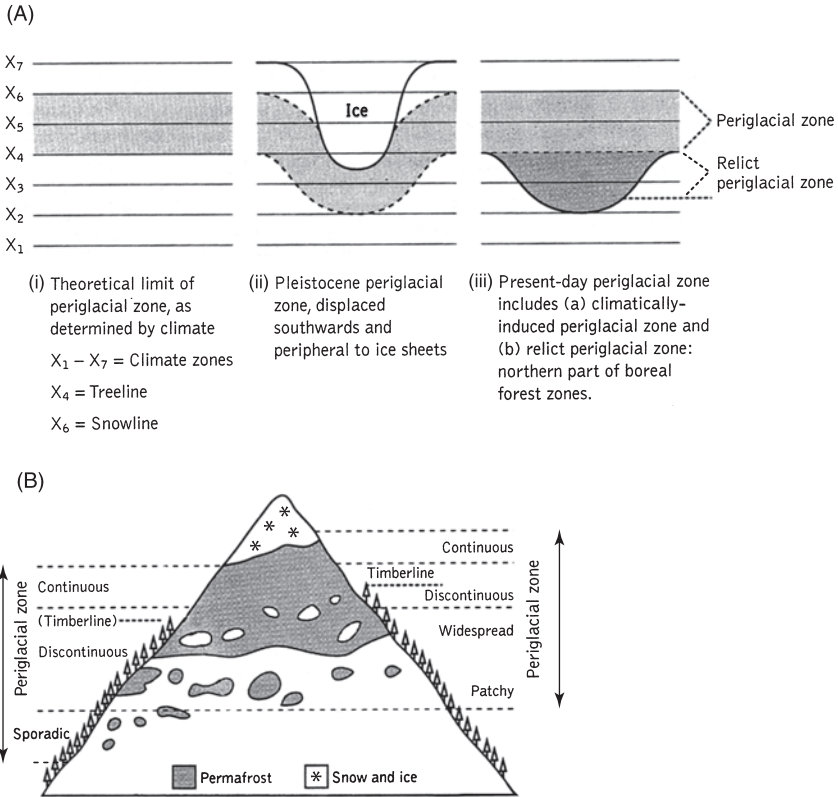 (A)
X7
X6
X5
X4
X3
X2
X1
Ice
Periglacial zone
Relict
periglacial zone
(i) Theoretical limit of
periglacial zone, as
determined by climate
X1 – X7 = Climate zones
X4 = Treeline
X6 = Snowline
(ii) Pleistocene periglacial
zone, displaced
southwards and
peripheral to ice sheets
(iii) Present-day periglacial zone
includes (a) climatically-
induced periglacial zone and
(b) relict periglacial zone:
northern part of boreal
forest zones.
(B)
Periglacial zone
Continuous
(Timberline)
Discontinuous
Sporadic
*
*
*
*
Timberline
Continuous
Discontinuous
Widespread
Patchy
Periglacial zone
Permafrost
* Snow and ice